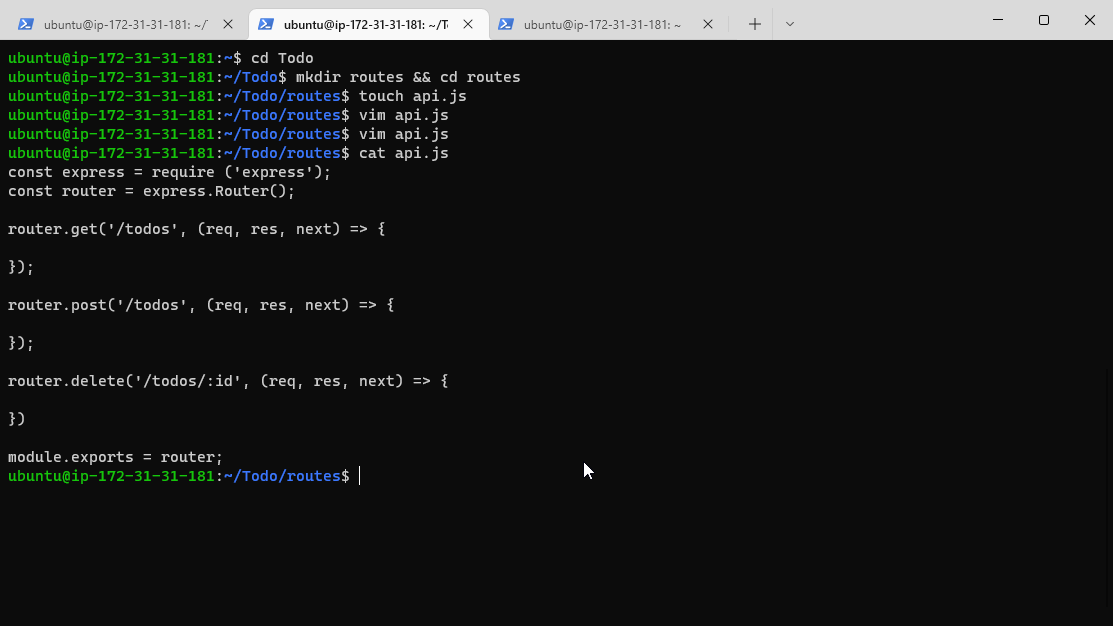 ubuntu@ip-172-31-31-181: ~/
ubuntu@ip-172-31-31-181: ~/T
ubuntu@ip-172-31-31-181: ~
ubuntu@ip-172-31-31-181:~$ cd Todo
ubuntu@ip-172-31-31-181:~/Todo$ mkdir routes && cd routes
ubuntu@ip-172-31-31-181:~/Todo/routes$ touch api.js
ubuntu@ip-172-31-31-181:~/Todo/routes$ vim api.js
ubuntu@ip-172-31-31-181:~/Todo/routes$ vim api.js
ubuntu@ip-172-31-31-181:~/Todo/routes$ cat api.js
const express = require ('express');
const router = express.Router();
router.get('/todos', (req, res, next) => {
});
router.post('/todos', (req, res, next) => {
});
router.delete('/todos/:id', (req, res, next) => {
})
module.exports = router;
ubuntu@ip-172-31-31-181:~/Todo/routes$